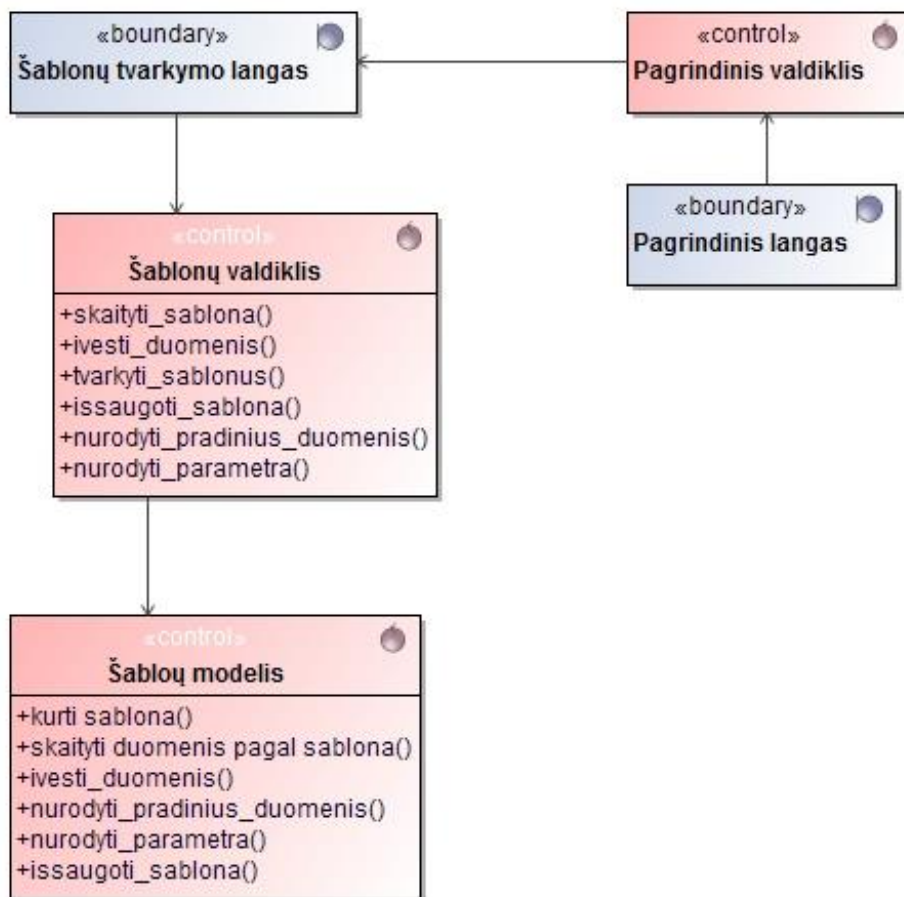 «boundary»
Šablonų tvarkymo langas
«control»
Pagrindinis valdiklis
«boundary»
Pagrindinis langas
«control»
Šablonų valdiklis
+skaityti_sablona()
+ivesti_duomenis()
+tvarkyti_sablonus()
+issaugoti_sablona()
+nurodyti_pradinius_duomenis()
+nurodyti_parametra()
«control»
Šabloų modelis
+kurti sablona()
+skaityti duomenis pagal sablona()
+ivesti_duomenis()
+nurodyti_pradinius_duomenis()
+nurodyti_parametra()
+issaugoti_sablona()